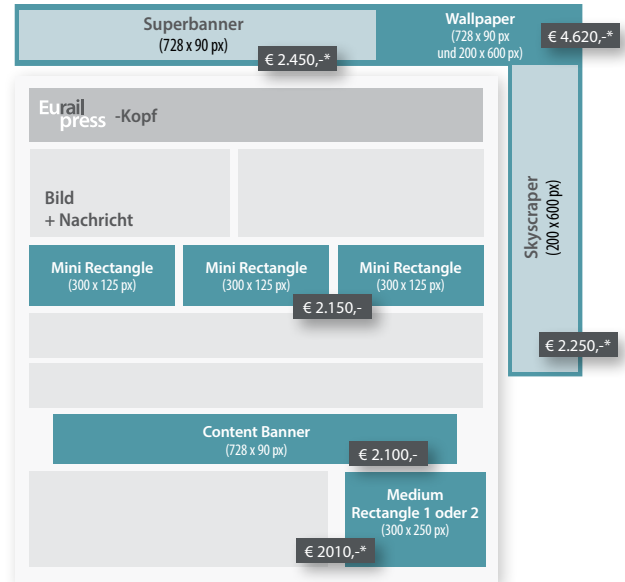 Superbanner
(728 x 90 px)
€ 2.450,-*
Wallpaper
(728 x 90 px
und 200 x 600 px)
€ 4.620,-*
Eurail
press -Kopf
Bild
+ Nachricht
Skyscraper
(200 x 600 px)
€ 2.250,-*
Mini Rectangle
(300 x 125 px)
Mini Rectangle
(300 x 125 px)
Mini Rectangle
(300 x 125 px)
€ 2.150,-
Content Banner
(728 x 90 px)
€ 2.100,-
Medium
Rectangle 1 oder 2
(300 x 250 px)
€ 2010,-*